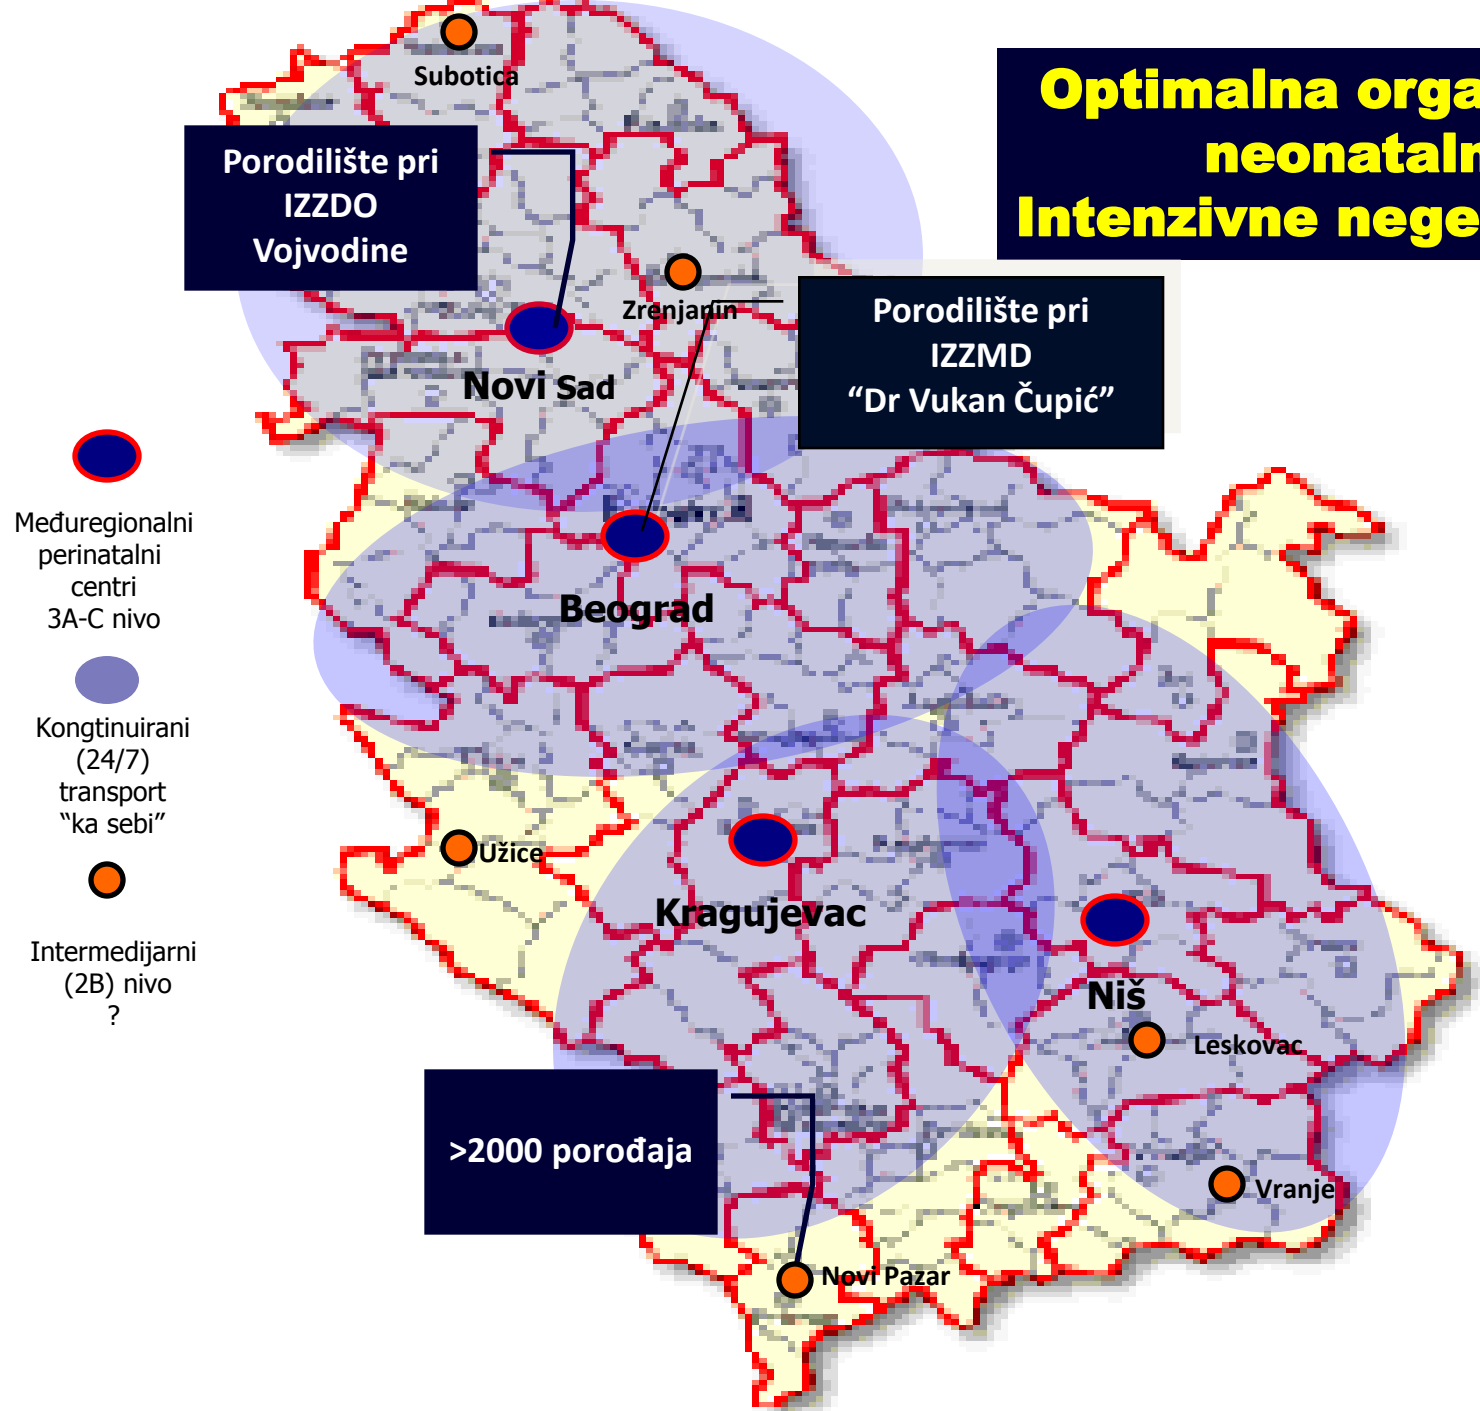 Optimalna orga
neonataln
Intenzivne nege
Subotica
Porodilište pri
IZZDO
Vojvodine
Zrenjanin
Porodilište pri
IZZMD
“Dr Vukan Čupić”
Novi Sad
Beograd
Međuregionalni
perinatalni
centri
3A-C nivo
Kongtinuirani
(24/7)
transport
“ka sebi”
Intermedijarni
(2B) nivo
?
Užice
Kragujevac
Niš
Leskovac
>2000 porođaja
Vranje
Novi Pazar